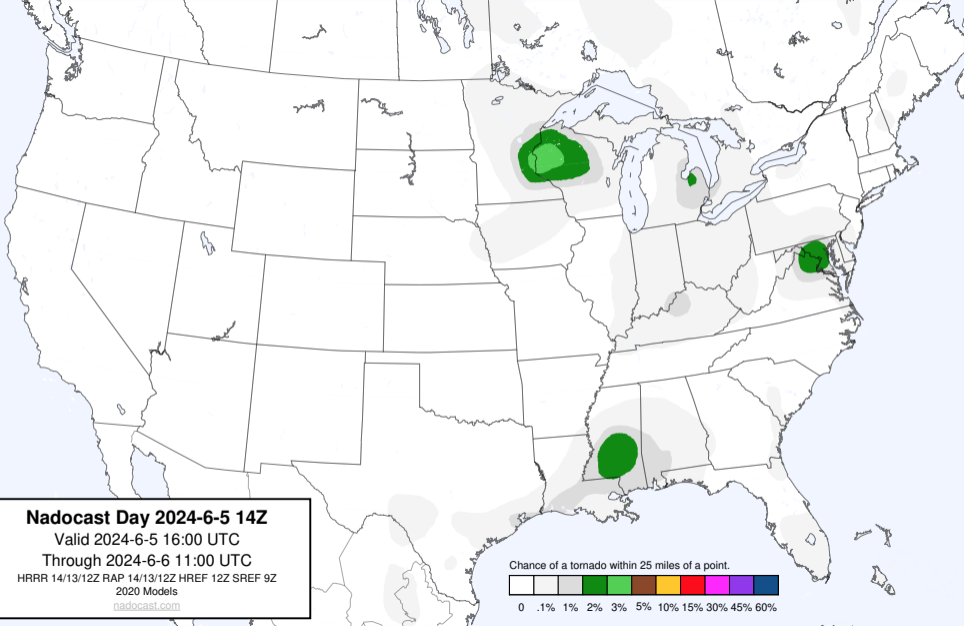 Nadocast Day 2024-6-5 14Z
Valid 2024-6-5 16:00 UTC
Through 2024-6-6 11:00 UTC
HRRR 14/13/12Z RAP 14/13/12Z HREF 12Z SREF 9Z
2020 Models
nadocast.com
Chance of a tornado within 25 miles of a point.
0 .1% 1% 2% 3% 5% 10% 15% 30% 45% 60%